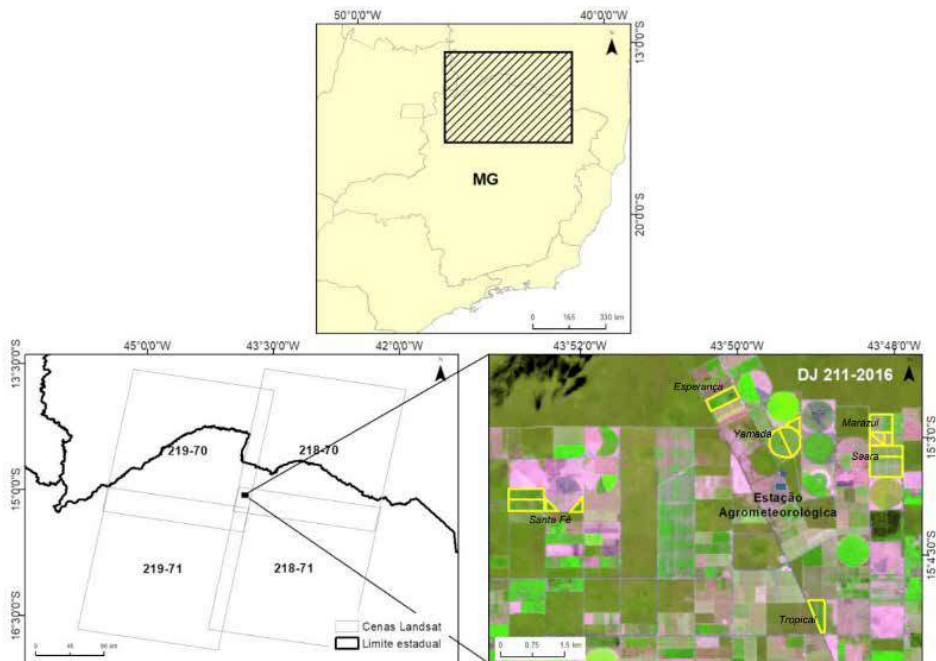 50°0'0"W 40°0'0"W
13°0'0"S
MG
20°0'0"S
0 165 330 km
45°0'0"W 43°30'0"W 42°0'0"W
13°30'0"S
219-70 218-70
15°0'0"S
219-71 218-71
16°30'0"S
Cenas Landsat
Limite estadual
43°52'0"W 43°50'0"W 43°48'0"W
DJ 211-2016
Esperança
Marazul
Yamada
Seara
15°3'0"S
Estação
Agrometeorológica
Santa Fé
15°4'30"S
Tropical
0 0.75 1.5 km